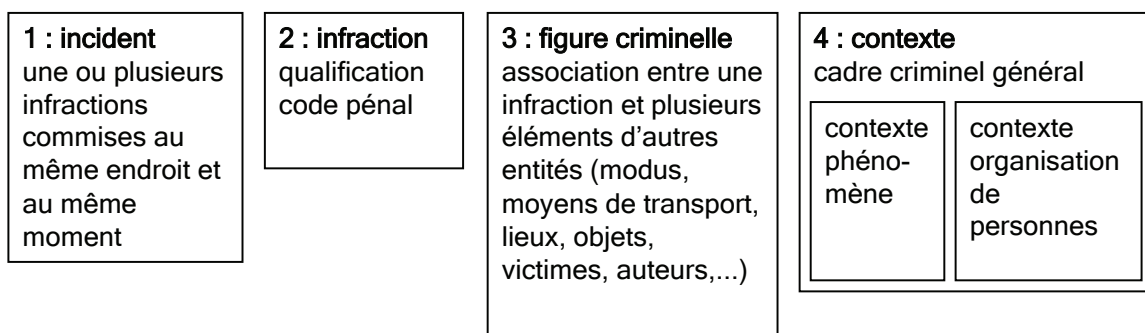 1 : incident
une ou plusieurs
infractions
commises au
même endroit et
au même
moment
2 : infraction
qualification
code pénal
3 : figure criminelle
association entre une
infraction et plusieurs
éléments d'autres
entités (modus,
moyens de transport,
lieux, objets,
victimes, auteurs,...)
4 : contexte
cadre criminel général
contexte
phéno-
mène
contexte
organisation
de
personnes